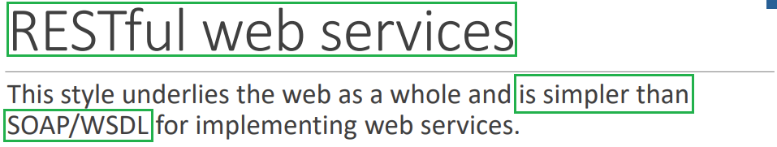 RESTful web services
This style underlies the web as a whole and is simpler than
SOAP/WSDL for implementing web services.